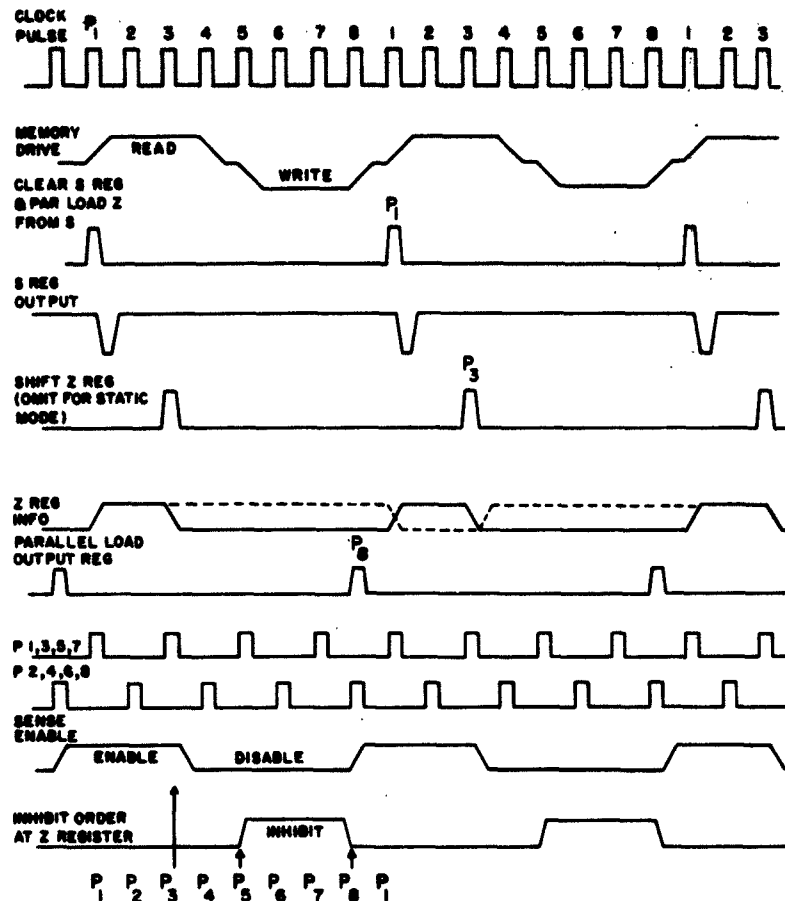 CLOCK
PULSE
P1 2 3 4 5 6 7 8 1 2 3 4 5 6 7 8 1 2 3
MEMORY
DRIVE
READ
WRITE
CLEAR S REG
& PAR LOAD Z
FROM S
P1
S REG
OUTPUT
SHIFT Z REG
(OMIT FOR STATIC
MODE)
P3
Z REG
INFO
PARALLEL LOAD
OUTPUT REG
P8
P 1,3,5,7
P 2,4,6,8
SENSE
ENABLE
ENABLE DISABLE
INHIBIT ORDER
AT Z REGISTER
INHIBIT
P1 P2 P3 P4 P5 P6 P7 P8 P1